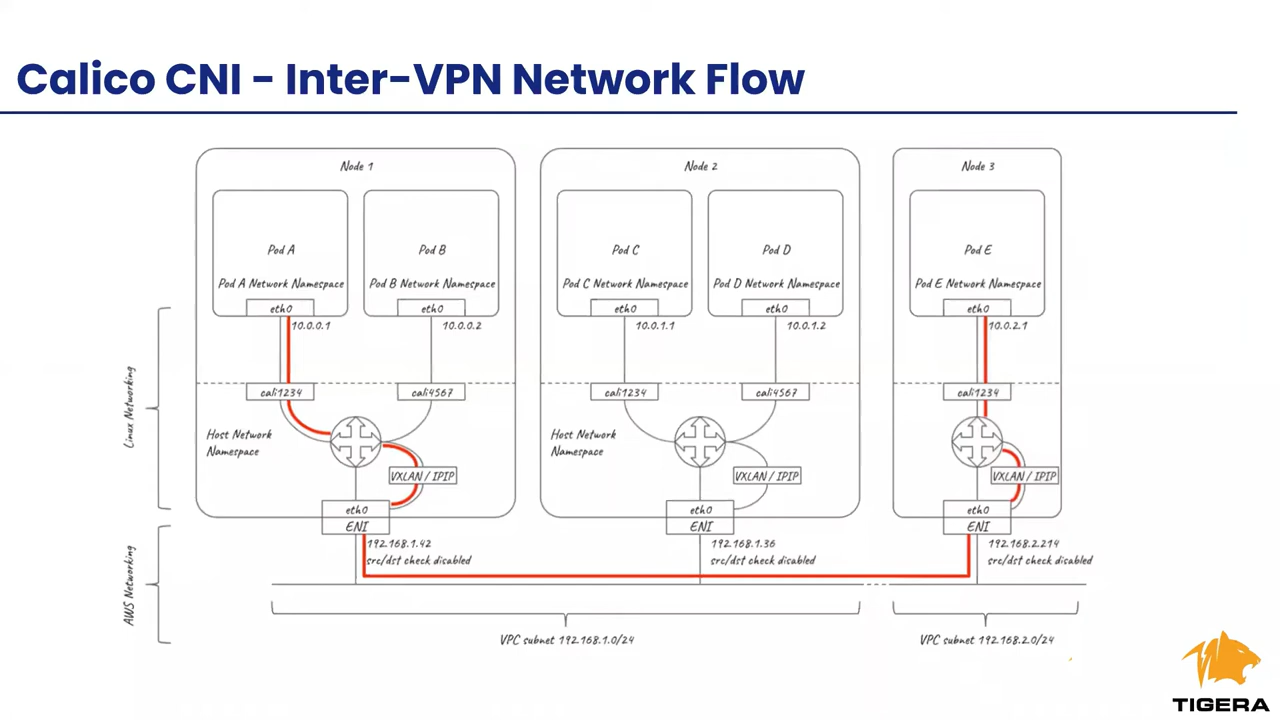 Calico CNI - Inter-VPN Network Flow
Node 1
Node 2
Node 3
Pod A
Pod B
Pod C
Pod D
Pod E
Pod A Network Namespace
Pod B Network Namespace
Pod C Network Namespace
Pod D Network Namespace
Pod E Network Namespace
eth0
eth0
eth0
eth0
eth0
10.0.0.1
10.0.0.2
10.0.1.1
10.0.1.2
10.0.2.1
Linux Networking
cali1234
cali4567
cali1234
cali4567
cali1234
Host Network
Namespace
Host Network
Namespace
VXLAN / IPIP
VXLAN / IPIP
VXLAN / IPIP
eth0
eth0
eth0
ENI
ENI
ENI
AWS Networking
192.168.1.42
src/dst check disabled
192.168.1.36
src/dst check disabled
192.168.2.214
src/dst check disabled
VPC subnet 192.168.1.0/24
VPC subnet 192.168.2.0/24
TIGERA